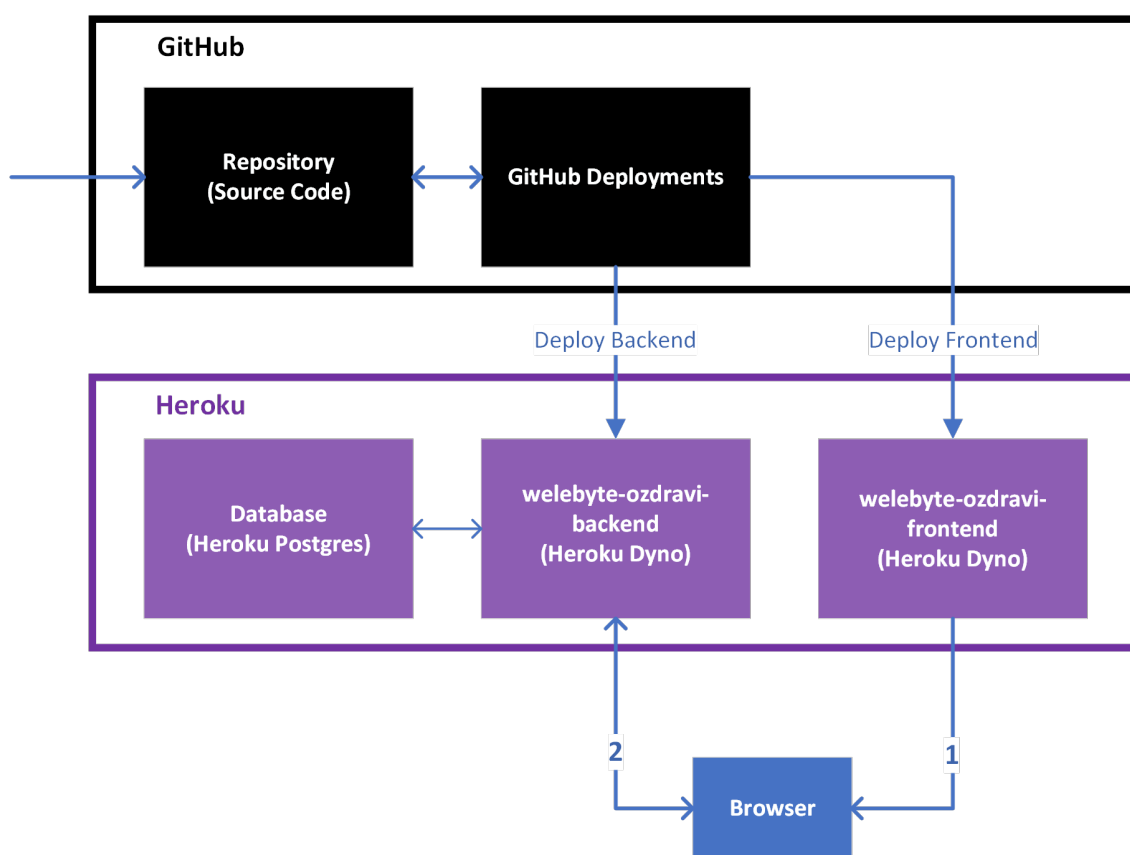 GitHub
Repository
(Source Code)
GitHub Deployments
Deploy Backend
Deploy Frontend
Heroku
Database
(Heroku Postgres)
welebyte-ozdravi-
backend
(Heroku Dyno)
welebyte-ozdravi-
frontend
(Heroku Dyno)
2
1
Browser